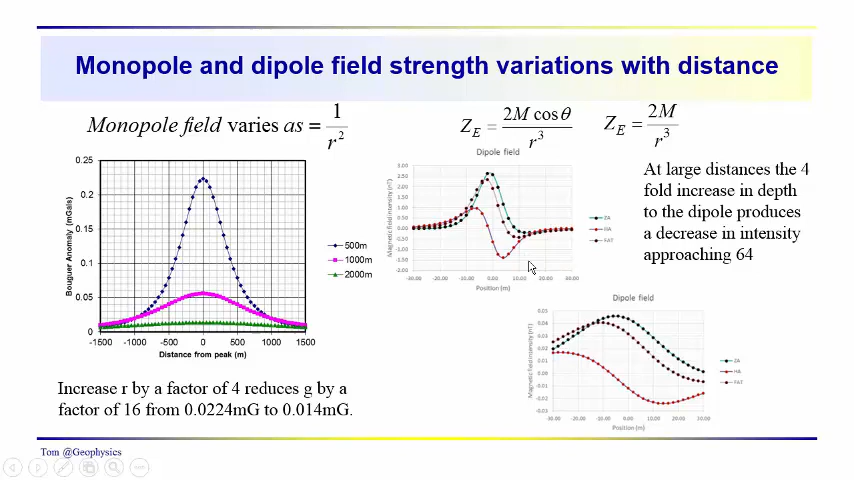 Monopole and dipole field strength variations with distance
Monopole field varies as = 1/r²
Z_E = 2M cosθ/r³
Z_E = 2M/r³
0.25
0.2
0.15
0.1
0.05
0
-1500 -1000 -500 0 500 1000 1500
Bouguer Anomaly (mGals)
Distance from peak (m)
500m
1000m
2000m
Increase r by a factor of 4 reduces g by a
factor of 16 from 0.0224mG to 0.014mG.
Dipole field
3.00
2.50
2.00
1.50
1.00
0.50
0.00
-0.50
-1.00
-1.50
-2.00
-30.00 -20.00 -10.00 0.00 10.00 20.00 30.00
Magnetic field intensity (nT)
Position (m)
ZA
HA
FAT
At large distances the 4
fold increase in depth
to the dipole produces
a decrease in intensity
approaching 64
Dipole field
0.05
0.04
0.03
0.02
0.01
0.00
-0.01
-0.02
-0.03
-30.00 -20.00 -10.00 0.00 10.00 20.00 30.00
Magnetic field intensity (nT)
Position (m)
ZA
HA
FAT
Tom @Geophysics